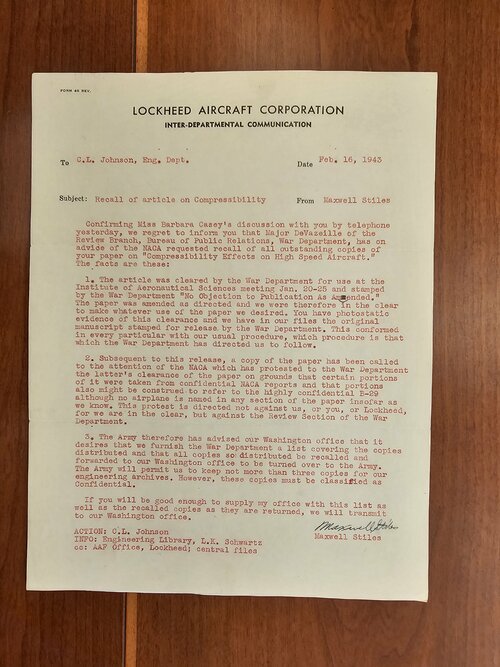 FORM 45 REV.
LOCKHEED AIRCRAFT CORPORATION
INTER-DEPARTMENTAL COMMUNICATION
To C.L. Johnson, Eng. Dept. Date Feb. 16, 1943
Subject: Recall of article on Compressibility From Maxwell Stiles
Confirming Miss Barbara Casey's discussion with you by telephone
yesterday, we regret to inform you that Major DeVazeille of the
Review Branch, Bureau of Public Relations, War Department, has on
advice of the NACA requested recall of all outstanding copies of
your paper on "Compressibility Effects on High Speed Aircraft."
The facts are these:
1. The article was cleared by the War Department for use at the
Institute of Aeronautical Sciences meeting Jan. 20-25 and stamped
by the War Department "No Objection to Publication As Amended."
The paper was amended as directed and we were therefore in the clear
to make whatever use of the paper we desired. You have photostatic
evidence of this clearance and we have in our files the original
manuscript stamped for release by the War Department. This conformed
in every particular with our usual procedure, which procedure is that
which the War Department has directed us to follow.
2. Subsequent to this release, a copy of the paper has been called
to the attention of the NACA which has protested to the War Department
the latter's clearance of the paper on grounds that certain portions
of it were taken from confidential NACA reports and that portions
also might be construed to refer to the highly confidential B-29
although no airplane is named in any section of the paper insofar as
we know. This protest is directed not against us, or you, or Lockheed,
for we are in the clear, but against the Review Section of the War
Department.
3. The Army therefore has advised our Washington office that it
desires that we furnish the War Department a list covering the copies
distributed and that all copies so distributed be recalled and
forwarded to our Washington office to be turned over to the Army.
The Army will permit us to keep not more than three copies for our
engineering archives. However, these copies must be classified as
Confidential.
If you will be good enough to supply my office with this list as
well as the recalled copies as they are returned, we will transmit
to our Washington office.
Maxwell Stiles
ACTION: C.L. Johnson Maxwell Stiles
INFO: Engineering Library, L.K. Schwartz
cc: AAF Office, Lockheed; central files